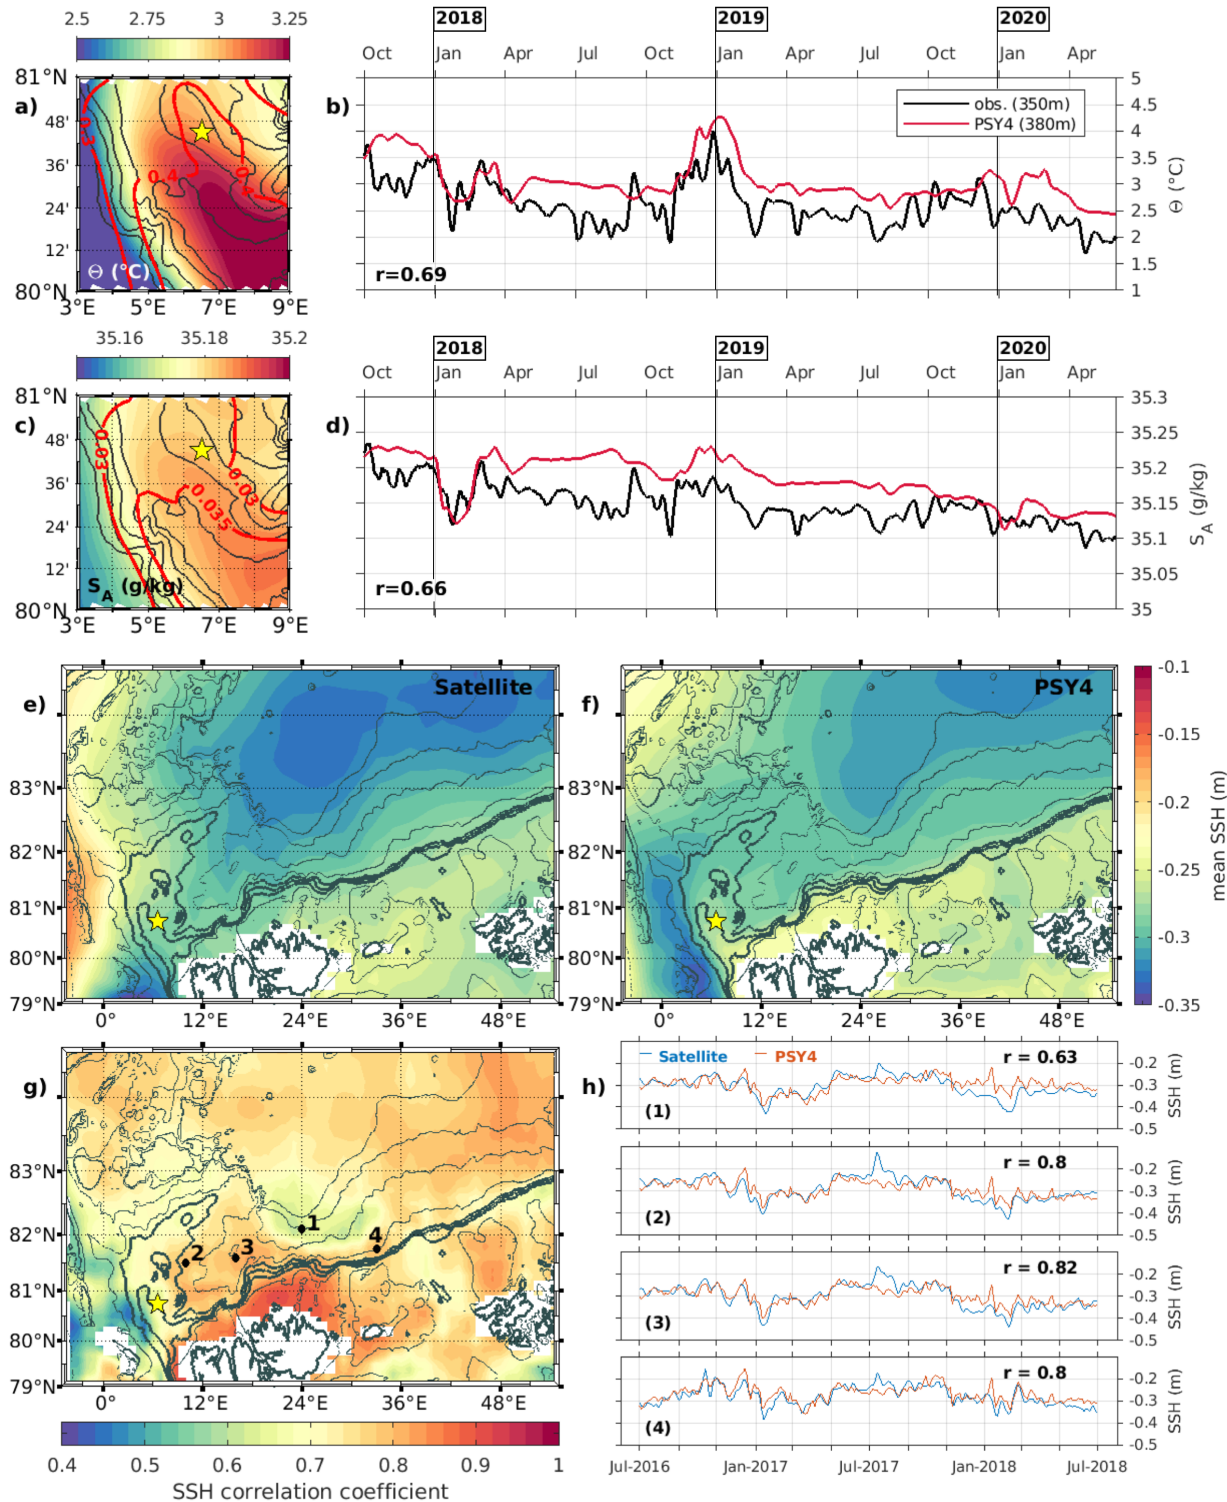 2.5 2.75 3 3.25
81°N
a)
48'
36'
24'
12'
80°N
3°E 5°E 7°E 9°E
0.3
0.4
Θ (°C)
2018 2019 2020
Oct Jan Apr Jul Oct Jan Apr Jul Oct Jan Apr
b)
obs. (350m)
PSY4 (380m)
5
4.5
4
3.5
3
2.5
2
1.5
1
Θ (°C)
r=0.69
35.16 35.18 35.2
81°N
c)
48'
36'
24'
12'
80°N
3°E 5°E 7°E 9°E
0.03
0.03
0.035
S_A (g/kg)
2018 2019 2020
Oct Jan Apr Jul Oct Jan Apr Jul Oct Jan Apr
d)
35.3
35.25
35.2
35.15
35.1
35.05
35
S_A (g/kg)
r=0.66
e)
Satellite
83°N
82°N
81°N
80°N
79°N
0° 12°E 24°E 36°E 48°E
f)
PSY4
83°N
82°N
81°N
80°N
79°N
0° 12°E 24°E 36°E 48°E
-0.1
-0.15
-0.2
-0.25
-0.3
-0.35
mean SSH (m)
g)
83°N
82°N
81°N
80°N
79°N
1
2
3
4
0° 12°E 24°E 36°E 48°E
0.4 0.5 0.6 0.7 0.8 0.9 1
SSH correlation coefficient
h)
Satellite PSY4
r = 0.63
(1)
-0.2
-0.3
-0.4
-0.5
SSH (m)
r = 0.8
(2)
-0.2
-0.3
-0.4
-0.5
SSH (m)
r = 0.82
(3)
-0.2
-0.3
-0.4
-0.5
SSH (m)
r = 0.8
(4)
-0.2
-0.3
-0.4
-0.5
SSH (m)
Jul-2016 Jan-2017 Jul-2017 Jan-2018 Jul-2018